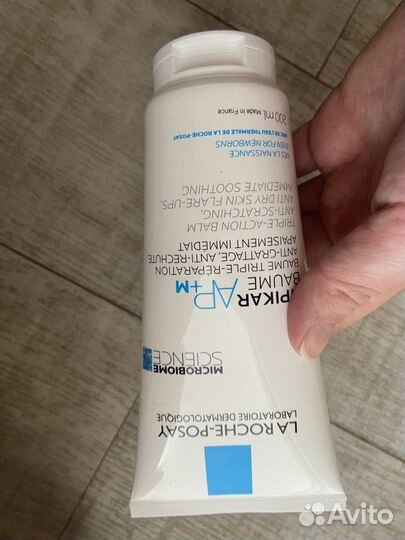 LA ROCHE-POSAY
LABORATOIRE DERMATOLOGIQUE
MICROBIOME
SCIENCE
LIPIKAR
BAUME AP+M
BAUME TRIPLE-RÉPARATION
ANTI-GRATTAGE, ANTI-RECHUTE
APAISEMENT IMMÉDIAT
TRIPLE-ACTION BALM
ANTI-SCRATCHING,
ANTI DRY SKIN FLARE-UPS,
IMMEDIATE SOOTHING
DÈS LA NAISSANCE
EVEN FOR NEWBORNS
AVEC DE L'EAU THERMALE DE LA ROCHE-POSAY
200 ml Made in France
Avito